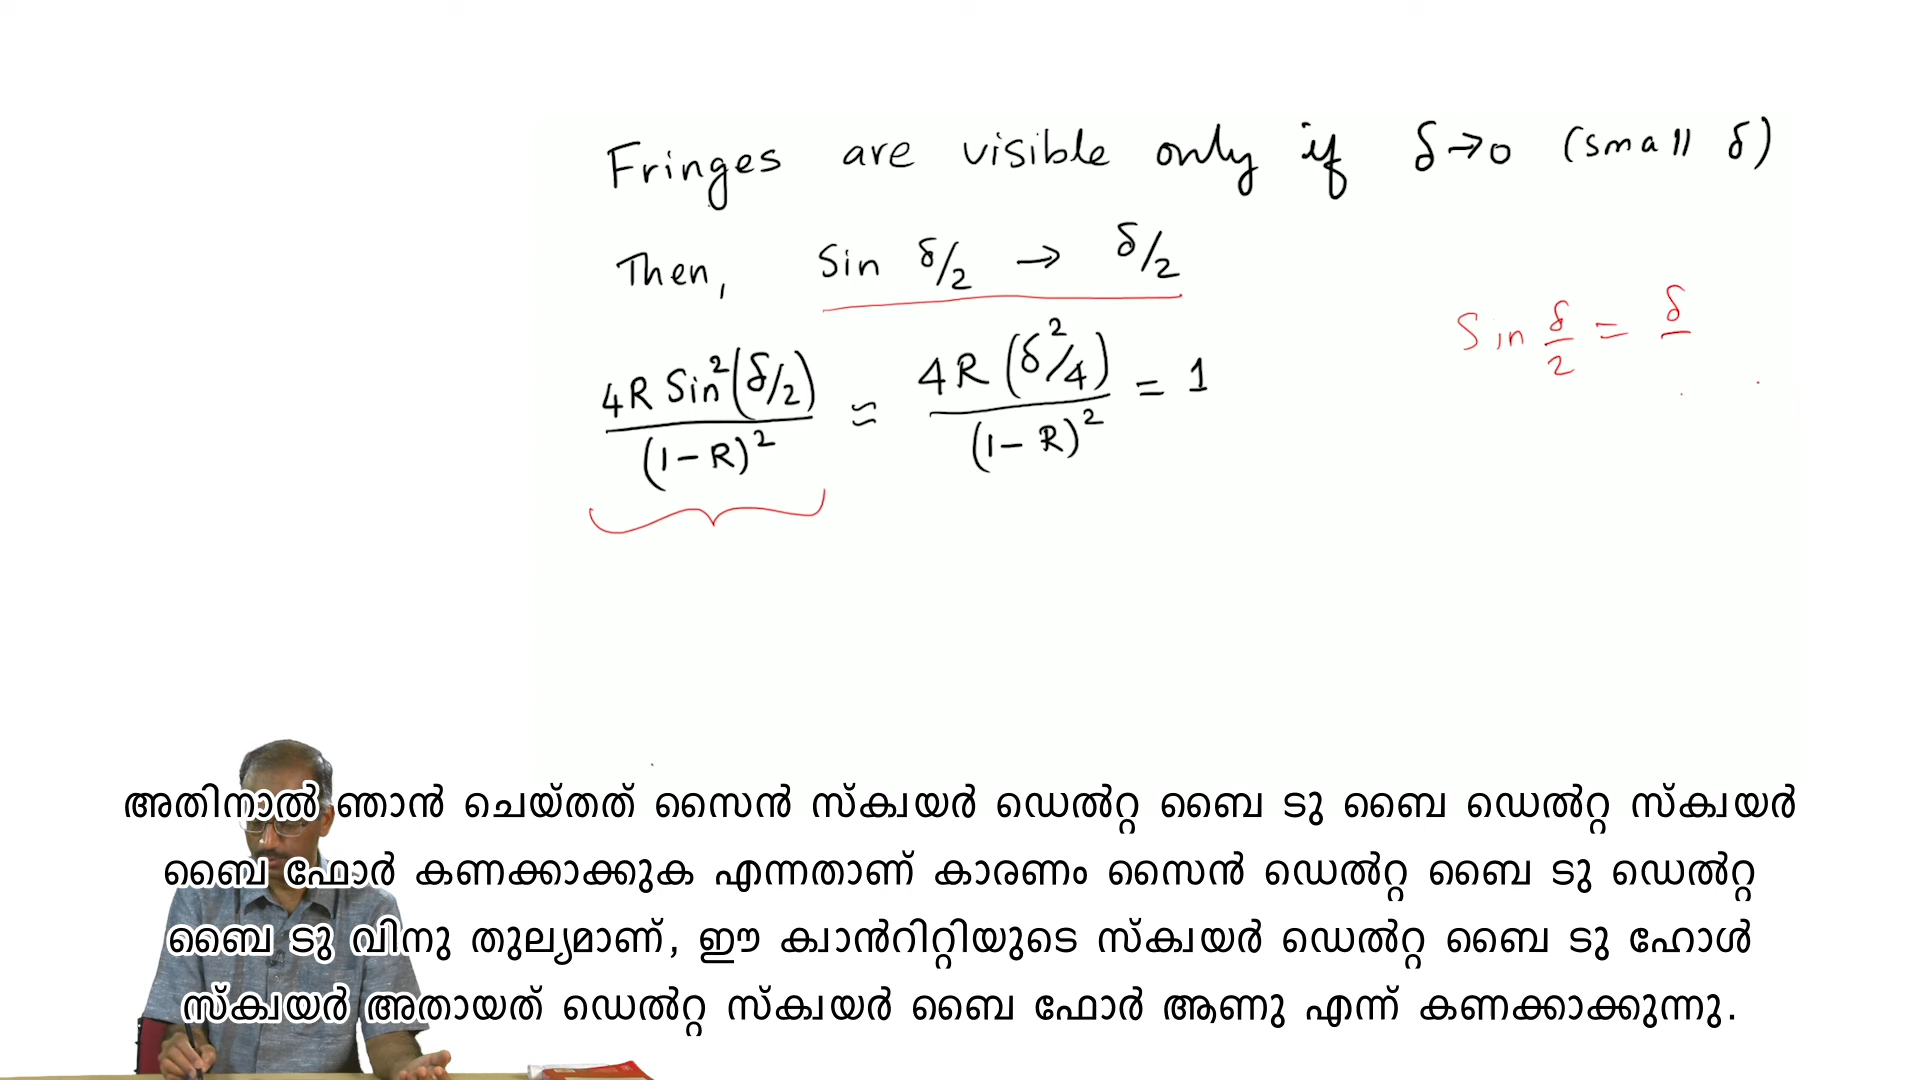 Fringes are visible only if δ→0 (small δ)
Then, Sin δ/2 → δ/2
Sin δ/2 = δ
4R Sin²(δ/2) / (1-R)² ≈ 4R (δ²/4) / (1-R)² = 1
അതിനാൽ ഞാൻ ചെയ്തത് സൈൻ സ്ക്വയർ ഡെൽറ്റ ബൈ ടു ബൈ ഡെൽറ്റ സ്ക്വയർ
ബൈ ഫോർ കണക്കാക്കുക എന്നതാണ് കാരണം സൈൻ ഡെൽറ്റ ബൈ ടു ഡെൽറ്റ
ബൈ ടു വിനു തുല്യമാണ്, ഈ ക്വാൻറിറ്റിയുടെ സ്ക്വയർ ഡെൽറ്റ ബൈ ടു ഹോൾ
സ്ക്വയർ അതായത് ഡെൽറ്റ സ്ക്വയർ ബൈ ഫോർ ആണു എന്ന് കണക്കാക്കുന്നു.